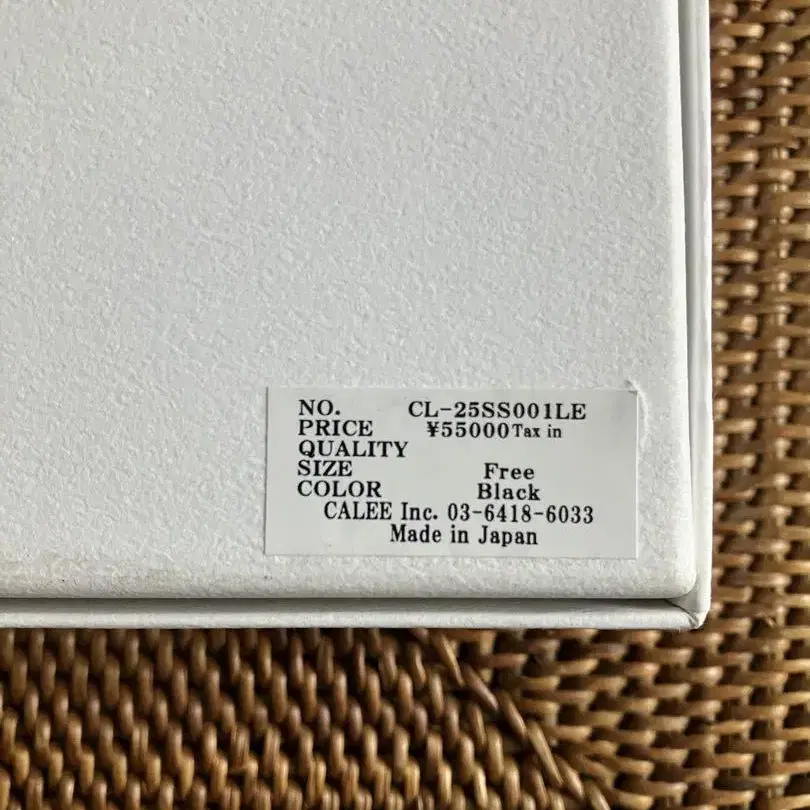 NO. CL-25SS001LE
PRICE ¥55000 Tax in
QUALITY
SIZE Free
COLOR Black
CALEE Inc. 03-6418-6033
Made in Japan